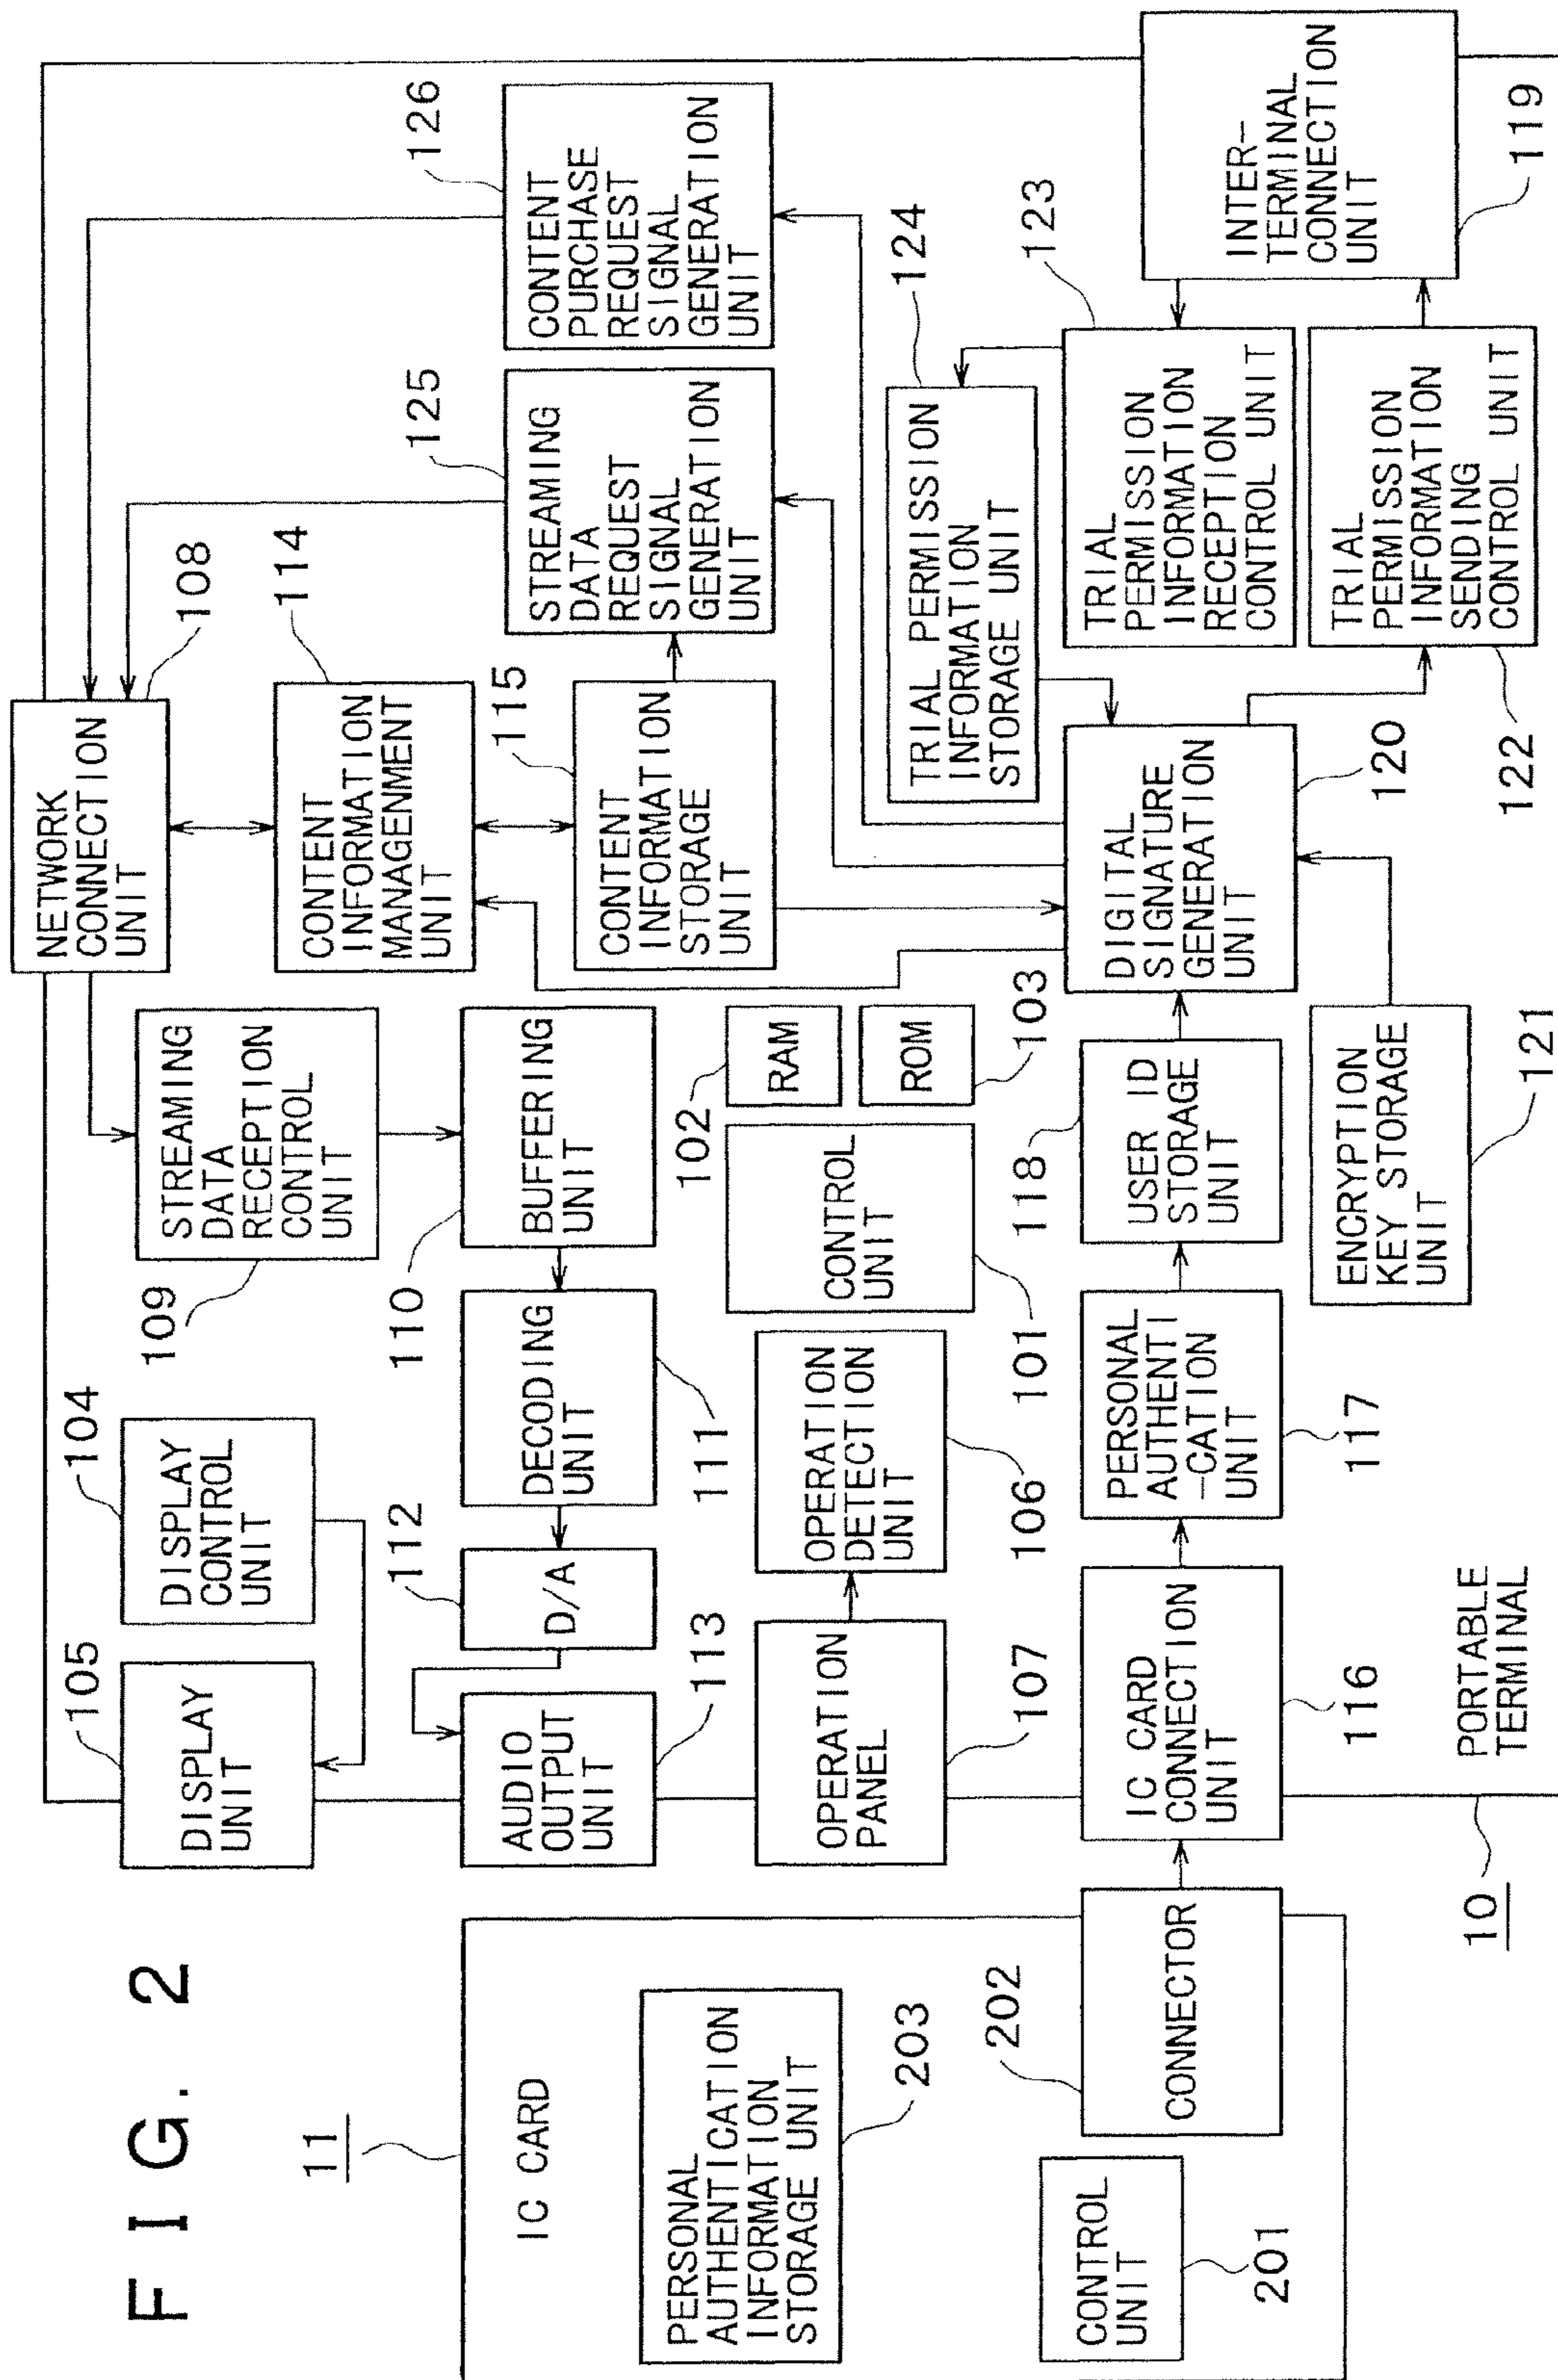 FIG. 2
11
IC CARD
PERSONAL
AUTHENTICATION
INFORMATION
STORAGE UNIT
203
CONTROL
UNIT
201
CONNECTOR
202
10
PORTABLE
TERMINAL
DISPLAY
UNIT
105
DISPLAY
CONTROL
UNIT
104
AUDIO
OUTPUT
UNIT
113
D/A
112
DECODING
UNIT
111
BUFFERING
UNIT
110
STREAMING
DATA
RECEPTION
CONTROL
UNIT
109
NETWORK
CONNECTION
UNIT
108
CONTENT
INFORMATION
MANAGENMENT
UNIT
114
CONTENT
INFORMATION
STORAGE
UNIT
115
STREAMING
DATA
REQUEST
SIGNAL
GENERATION
UNIT
125
CONTENT
PURCHASE
REQUEST
SIGNAL
GENERATION
UNIT
126
OPERATION
PANEL
107
OPERATION
DETECTION
UNIT
106
CONTROL
UNIT
101
RAM
102
ROM
103
IC CARD
CONNECTION
UNIT
116
PERSONAL
AUTHENTI
-CATION
UNIT
117
USER ID
STORAGE
UNIT
118
DIGITAL
SIGNATURE
GENERATION
UNIT
120
ENCRYPTION
KEY STORAGE
UNIT
121
TRIAL PERMISSION
INFORMATION
STORAGE UNIT
124
TRIAL
PERMISSION
INFORMATION
RECEPTION
CONTROL UNIT
123
TRIAL
PERMISSION
INFORMATION
SENDING
CONTROL UNIT
122
INTER-
TERMINAL
CONNECTION
UNIT
119